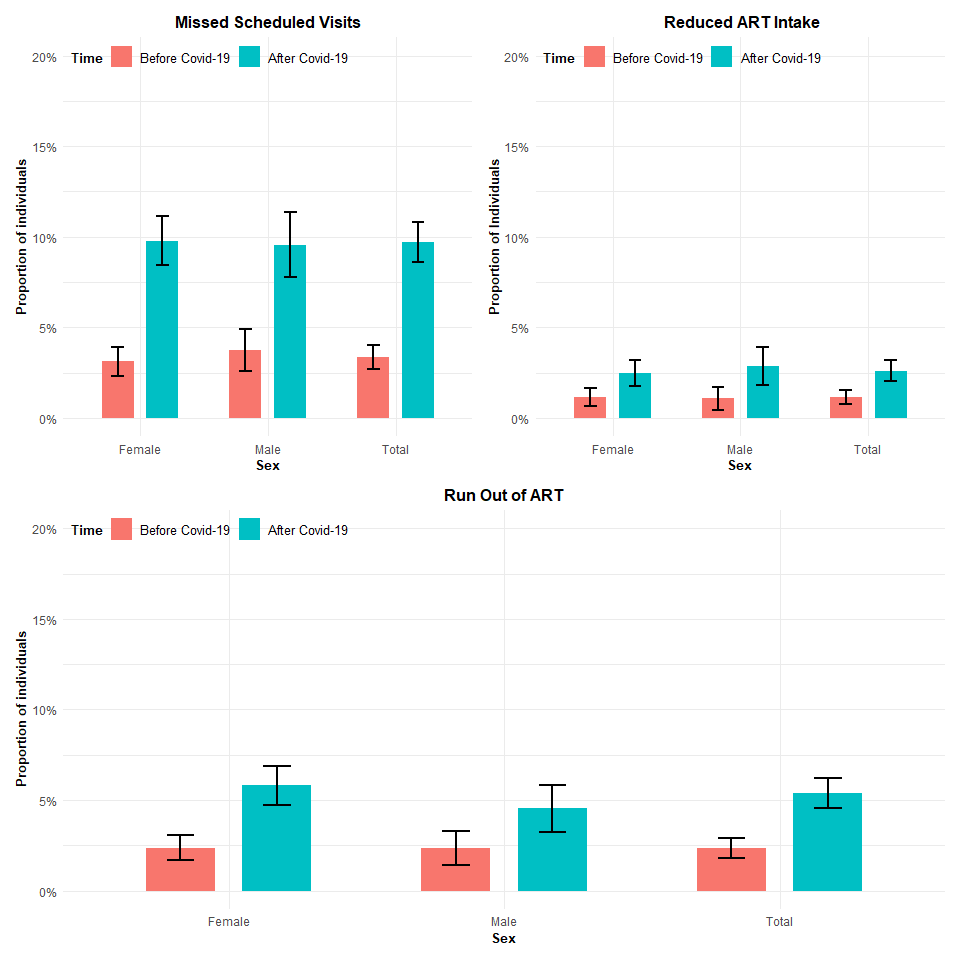 Missed Scheduled Visits
Time Before Covid-19 After Covid-19
20%
15%
10%
5%
0%
Proportion of individuals
Female Male Total
Sex
Reduced ART Intake
Time Before Covid-19 After Covid-19
20%
15%
10%
5%
0%
Proportion of Individuals
Female Male Total
Sex
Run Out of ART
Time Before Covid-19 After Covid-19
20%
15%
10%
5%
0%
Proportion of individuals
Female Male Total
Sex